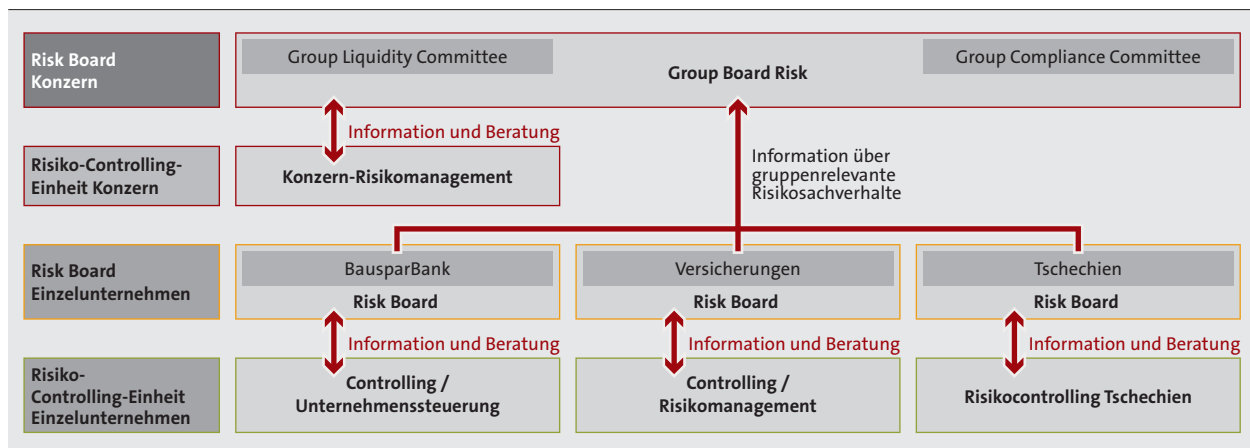 Risk Board
Konzern
Group Liquidity Committee
Group Board Risk
Group Compliance Committee
Information und Beratung
Risiko-Controlling-
Einheit Konzern
Konzern-Risikomanagement
Information über
gruppenrelevante
Risikosachverhalte
Risk Board
Einzelunternehmen
BausparBank
Risk Board
Versicherungen
Risk Board
Tschechien
Risk Board
Information und Beratung
Information und Beratung
Information und Beratung
Risiko-
Controlling-Einheit
Einzelunternehmen
Controlling /
Unternehmenssteuerung
Controlling /
Risikomanagement
Risikocontrolling Tschechien